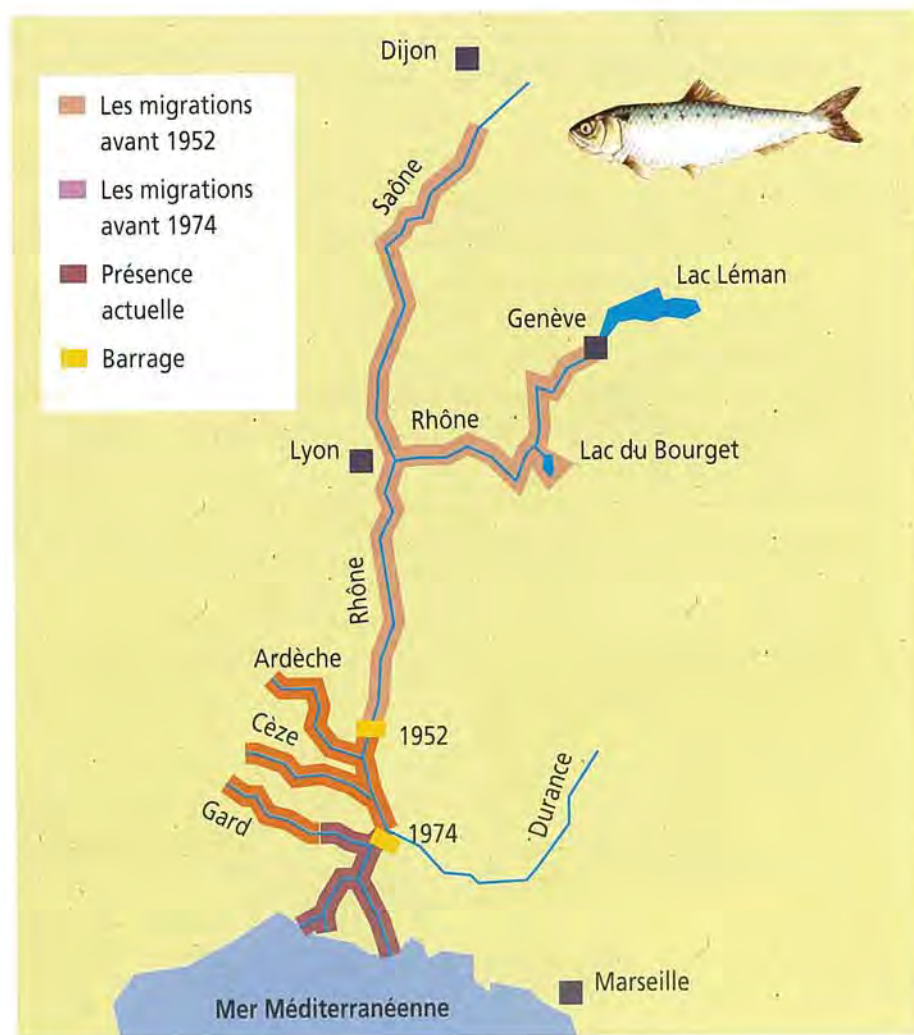 Dijon
Les migrations
avant 1952
Les migrations
avant 1974
Présence
actuelle
Barrage
Saône
Lac Léman
Genève
Rhône
Lyon
Lac du Bourget
Rhône
Ardèche
1952
Cèze
Durance
Gard
1974
Marseille
Mer Méditerranéenne